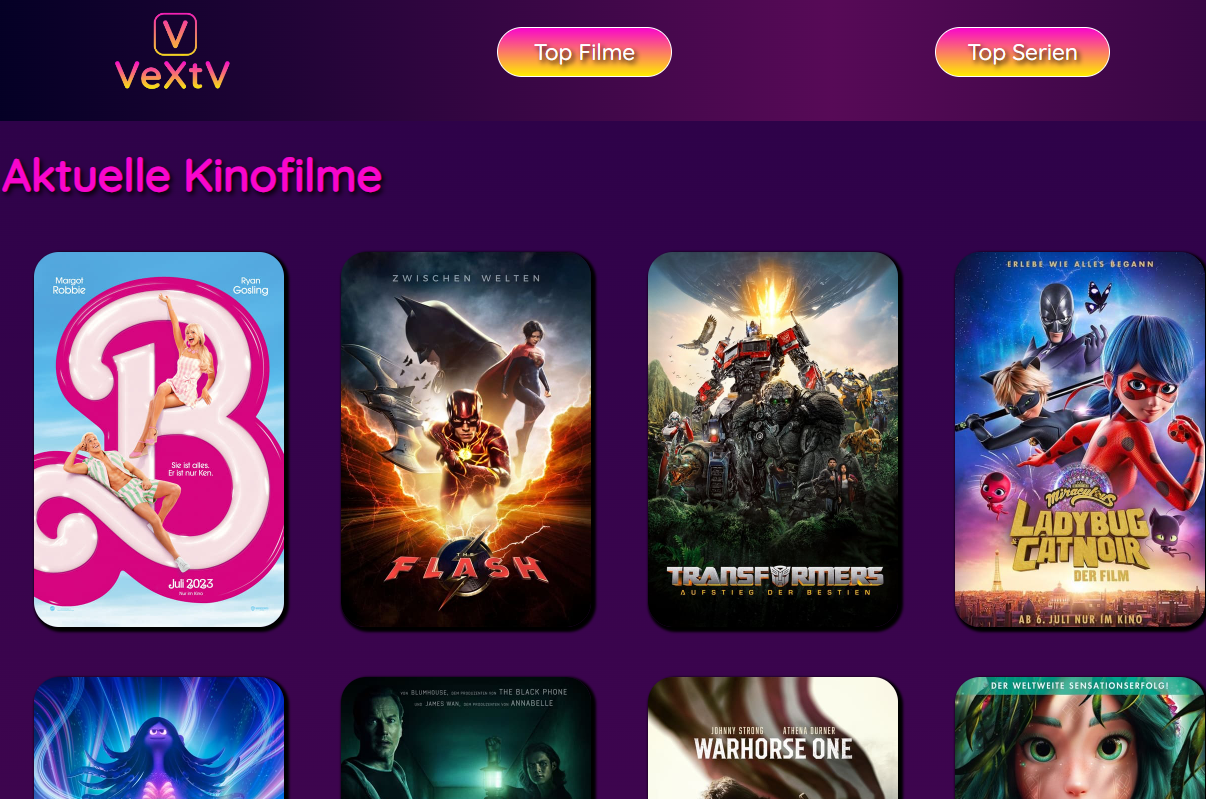 V
VeXtV
Top Filme
Top Serien
Aktuelle Kinofilme
Margot
Robbie
Ryan
Gosling
Sie ist alles.
Er ist nur Ken.
Juli 2023
Nur im Kino
ZWISCHEN WELTEN
THE
FLASH
TRANSFORMERS
AUFSTIEG DER BESTIEN
ERLEBE WIE ALLES BEGANN
Miraculous
LADYBUG
& CAT NOIR
DER FILM
AB 6. JULI NUR IM KINO
VON BLUMHOUSE, DEM PRODUZENTEN VON THE BLACK PHONE
UND JAMES WAN, DEM PRODUZENTEN VON ANNABELLE
JOHNNY STRONG ATHENA DURNER
WARHORSE ONE
DER WELTWEITE SENSATIONSERFOLG!